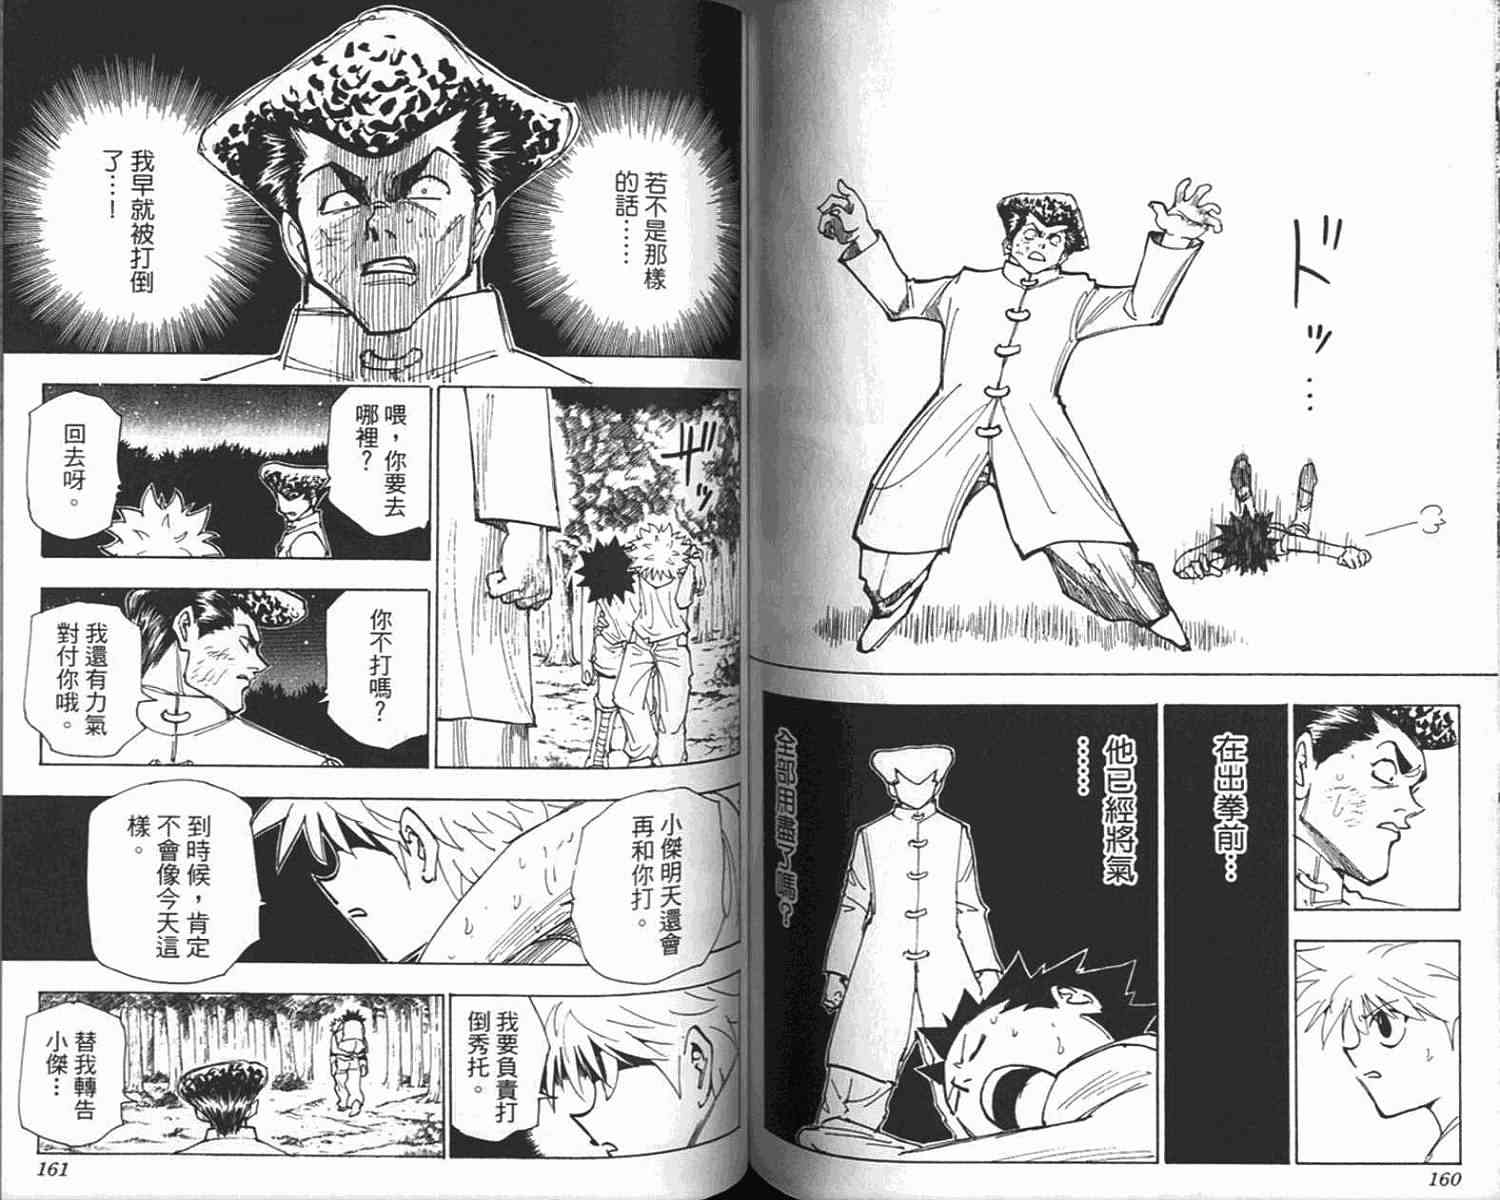 ドッ…
在出拳前…
他已經將氣
……
全部用盡了嗎？
160
若不是那樣
的話……
我早就被打倒
了…！
ザッ
喂，你要去
哪裡？
回去呀。
你不打嗎？
我還有力氣
對付你哦。
小傑明天還會
再和你打。
到時候，肯定
不會像今天這
樣。
我要負責打
倒秀托。
替我轉告
小傑…
161